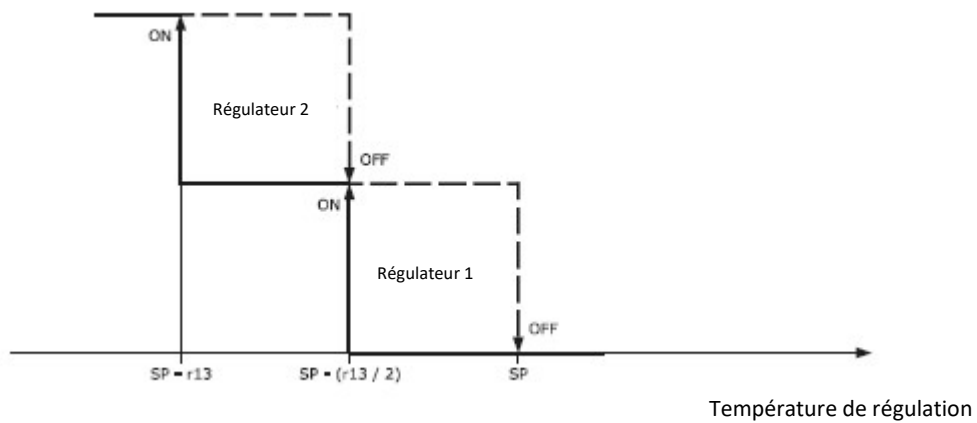 ON
Régulateur 2
OFF
ON
Régulateur 1
OFF
SP - r13
SP - (r13 / 2)
SP
Température de régulation